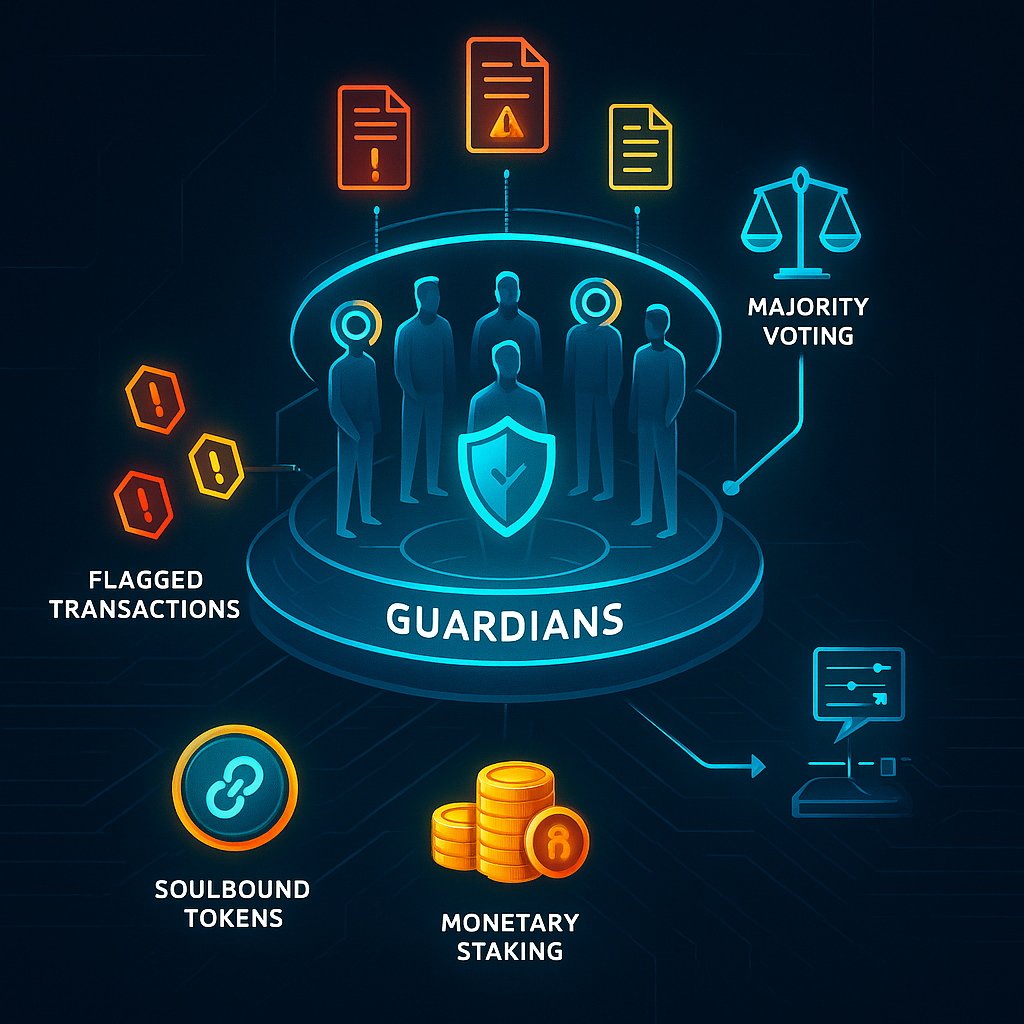 MAJORITY
VOTING
FLAGGED
TRANSACTIONS
GUARDIANS
SOULBOUND
TOKENS
MONETARY
STAKING